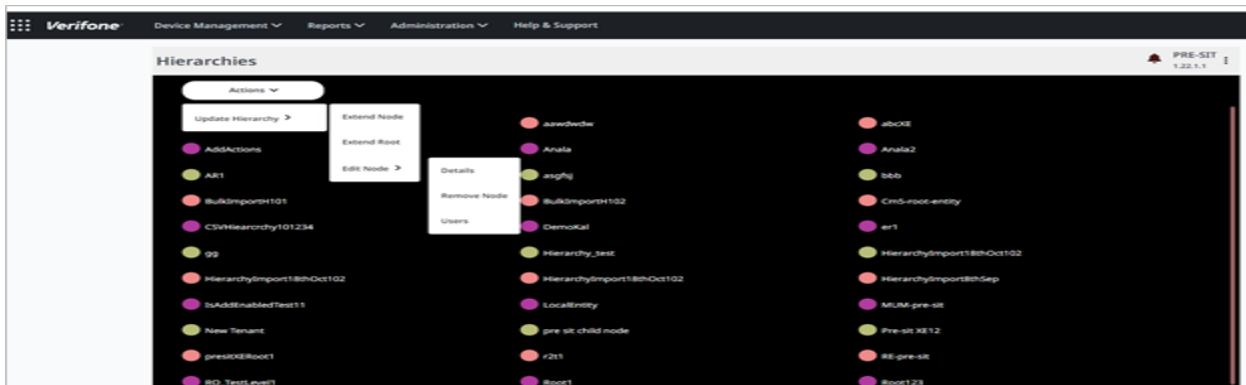 Verifone Device Management Reports Administration Help & Support
Hierarchies PRE-SIT
1.22.1.1
Actions
Update Hierarchy Extend Node aawdwdw abcXE
AddActions Extend Root Anala Anala2
AR1 Edit Node Details asgfsj bbb
BulkImportH101 Remove Node BulkImportH102 CmS-root-entity
CSVHiearcrchy101234 Users DemoKal er1
gg Hierarchy_test HierarchyImport18thOct102
HierarchyImport18thOct102 HierarchyImport18thOct102 HierarchyImport8thSep
IsAddEnabledTest11 LocalEntity MUM-pre-sit
New Tenant pre sit child node Pre-sit XE12
presitXERoot1 r2t1 RE-pre-sit
RO_TestLevel1 Root1 Root123